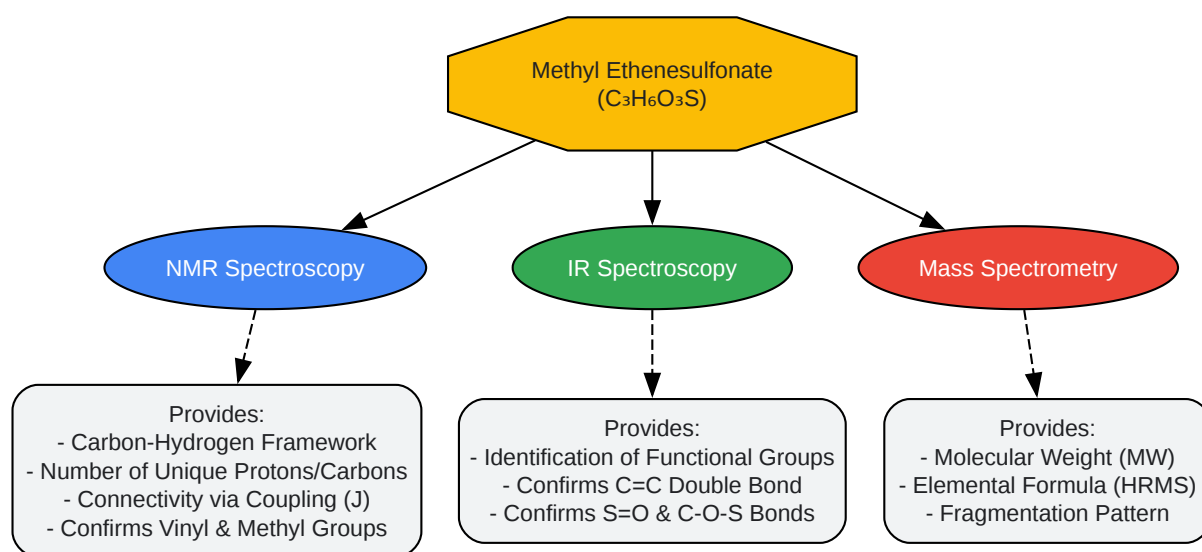 Methyl Ethenesulfonate
(C₃H₆O₃S)
NMR Spectroscopy
IR Spectroscopy
Mass Spectrometry
Provides:
- Carbon-Hydrogen Framework
- Number of Unique Protons/Carbons
- Connectivity via Coupling (J)
- Confirms Vinyl & Methyl Groups
Provides:
- Identification of Functional Groups
- Confirms C=C Double Bond
- Confirms S=O & C-O-S Bonds
Provides:
- Molecular Weight (MW)
- Elemental Formula (HRMS)
- Fragmentation Pattern